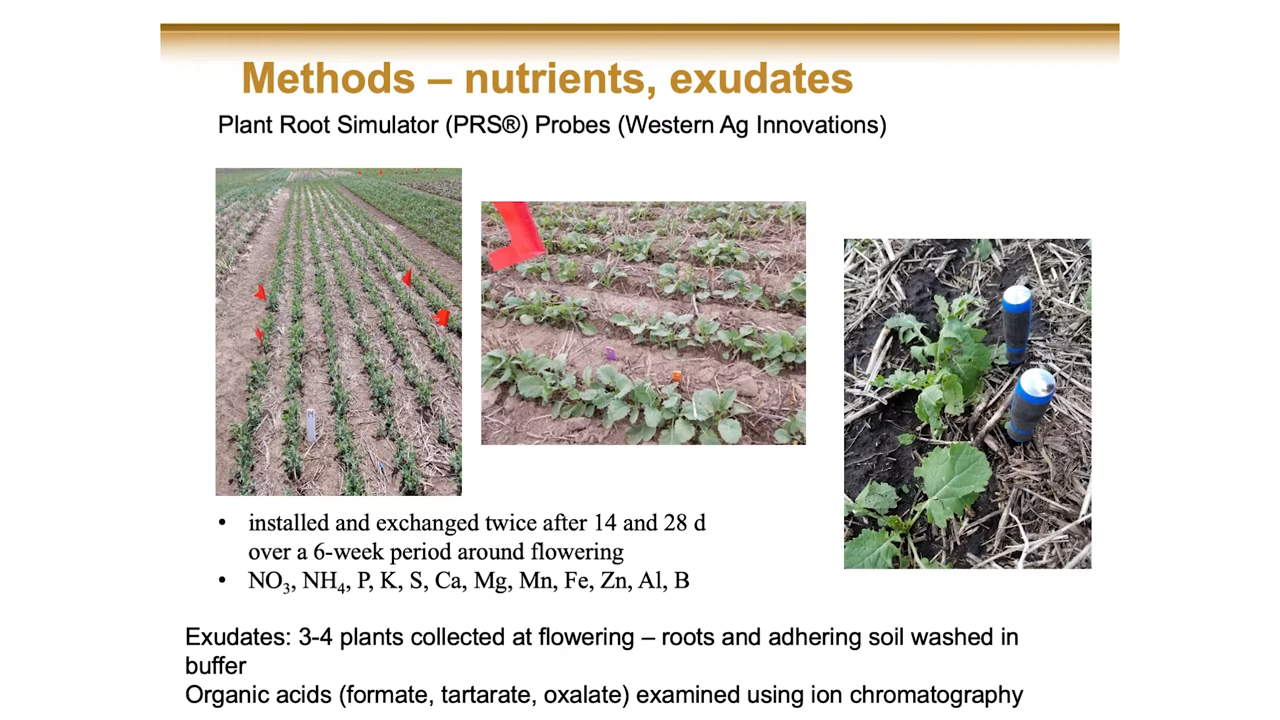 Methods – nutrients, exudates
Plant Root Simulator (PRS®) Probes (Western Ag Innovations)
• installed and exchanged twice after 14 and 28 d
over a 6-week period around flowering
• NO₃, NH₄, P, K, S, Ca, Mg, Mn, Fe, Zn, Al, B
Exudates: 3-4 plants collected at flowering – roots and adhering soil washed in
buffer
Organic acids (formate, tartarate, oxalate) examined using ion chromatography